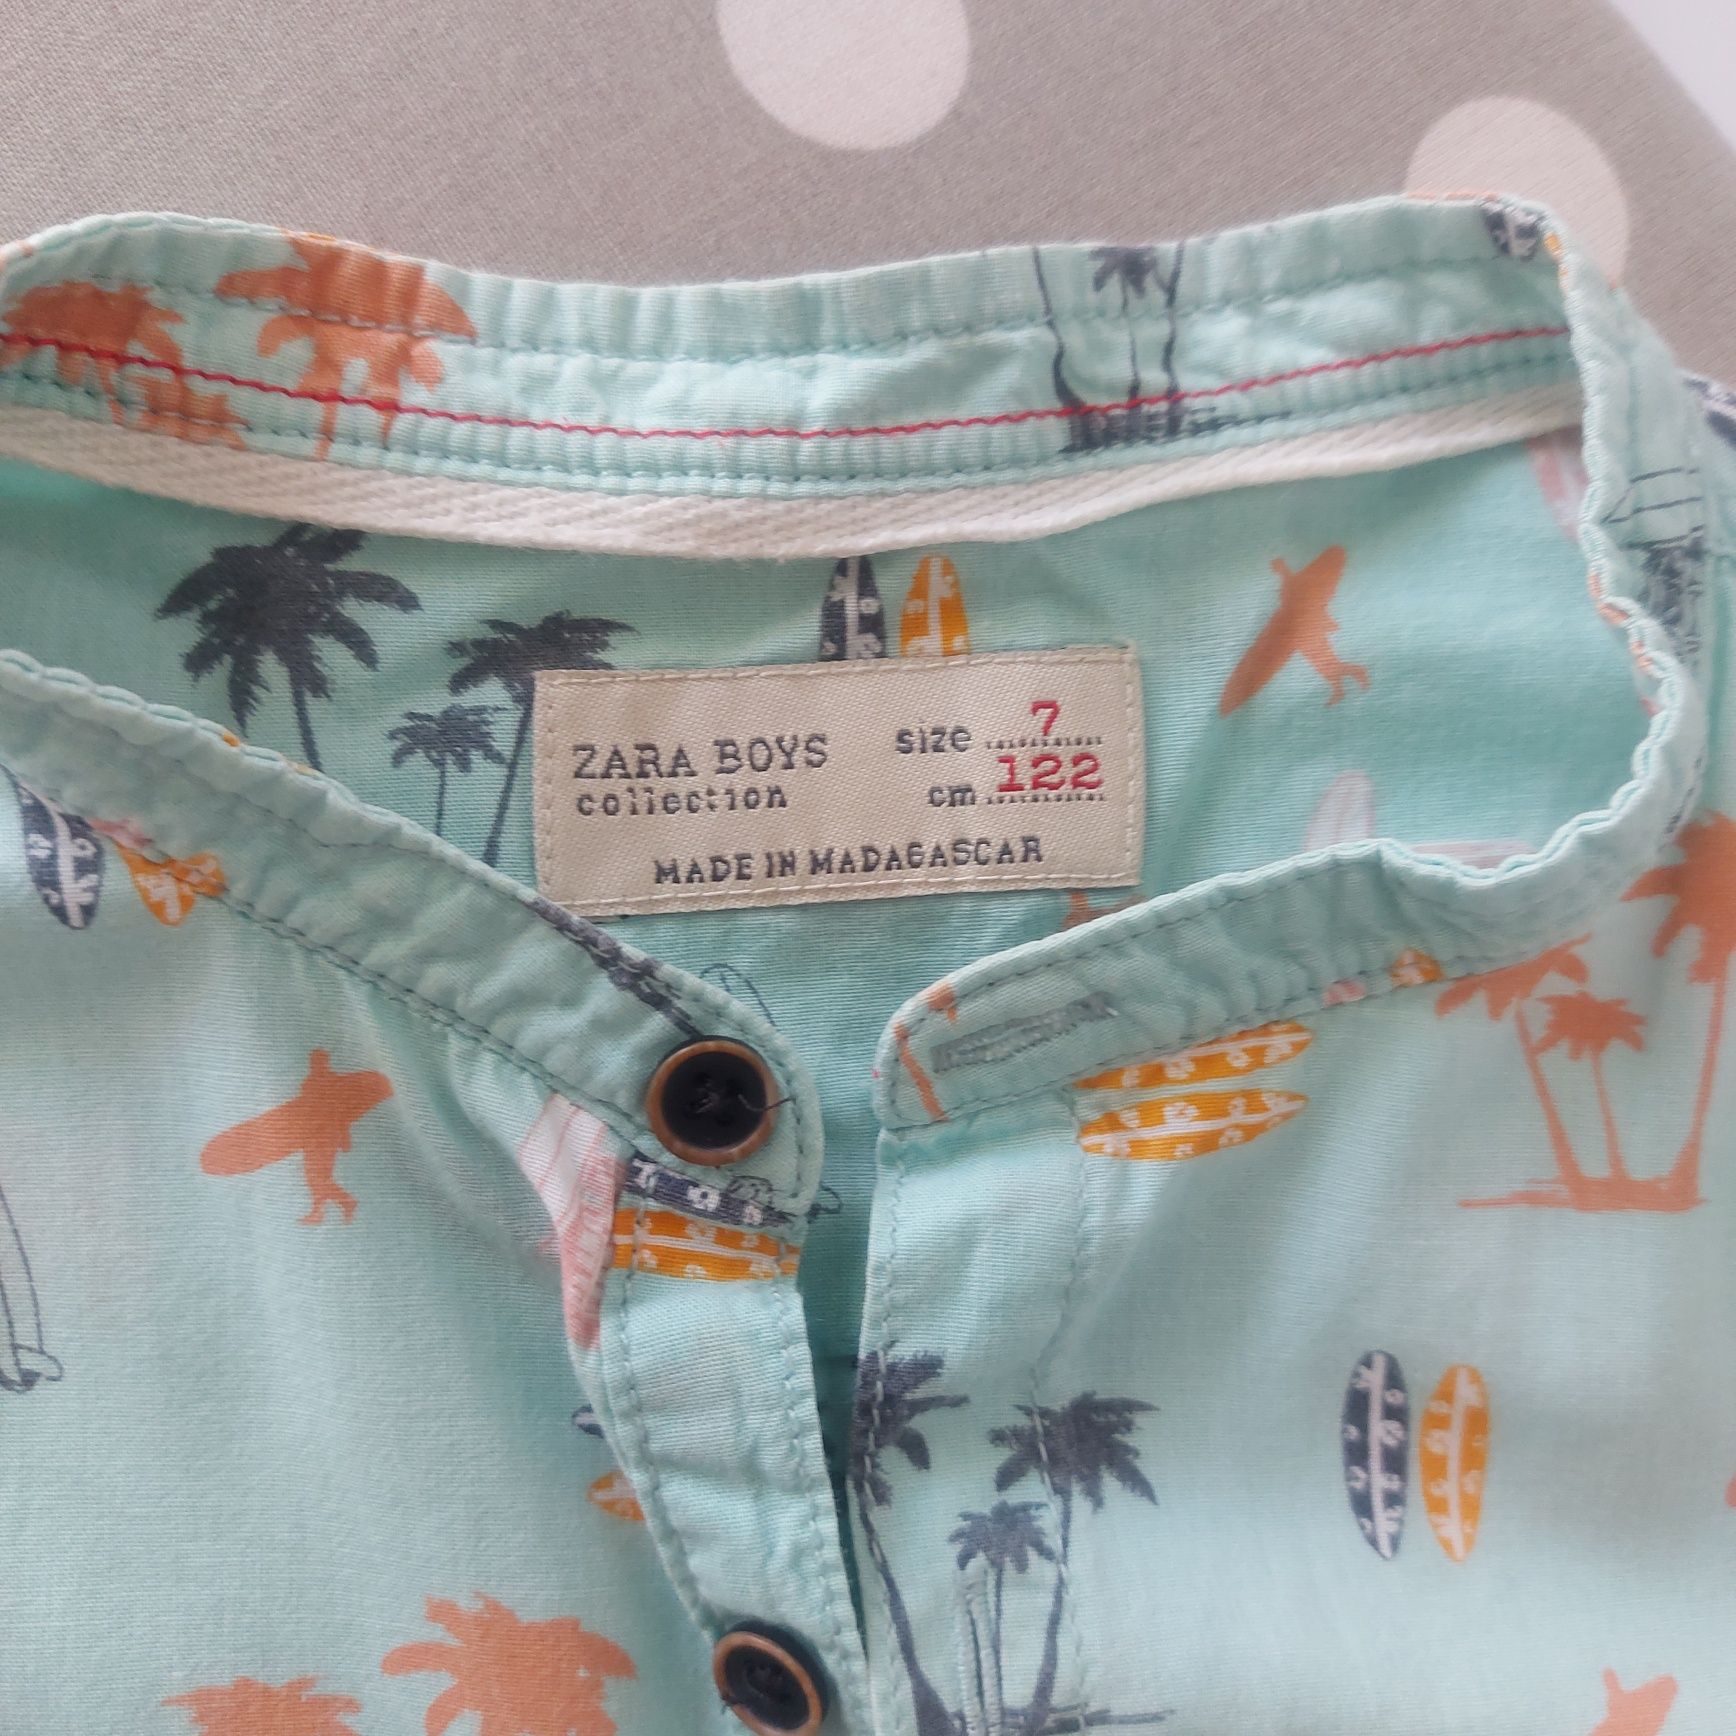 ZARA BOYS
collection
size 7
cm 122
MADE IN MADAGASCAR